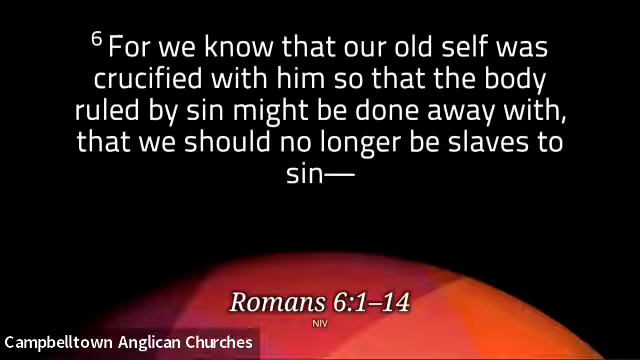 6 For we know that our old self was
crucified with him so that the body
ruled by sin might be done away with,
that we should no longer be slaves to
sin—
Romans 6:1–14
NIV
Campbelltown Anglican Churches